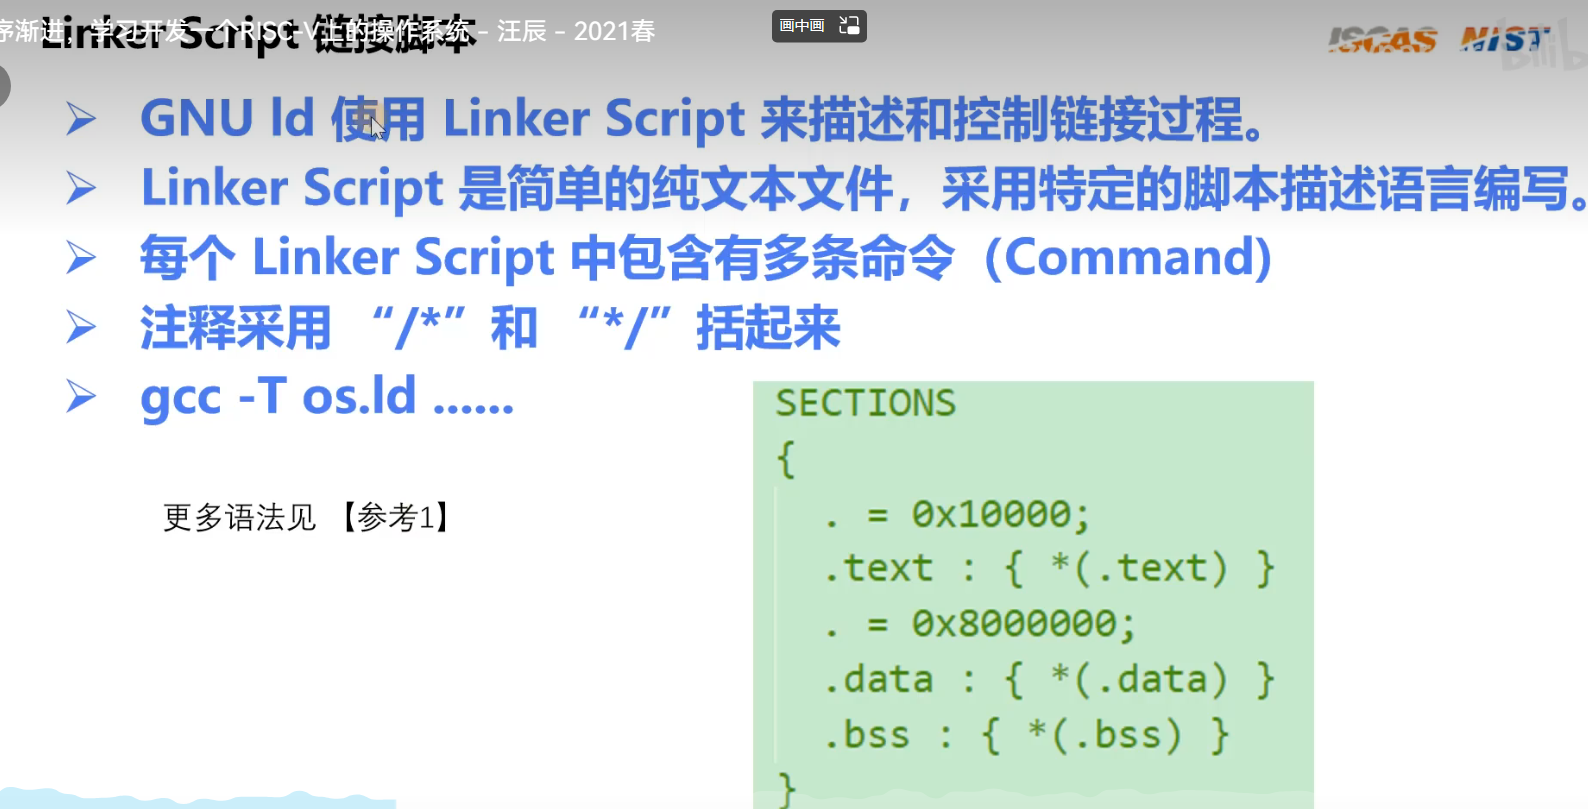 序渐进，学习开发一个RISC-V上的操作系统 - 汪辰 - 2021春
画中画
Linker Script 链接脚本
ISCAS NIST
bilib
GNU ld 使用 Linker Script 来描述和控制链接过程。
Linker Script 是简单的纯文本文件，采用特定的脚本描述语言编写。
每个 Linker Script 中包含有多条命令（Command)
注释采用 “/*” 和 “*/” 括起来
gcc -T os.ld ......
更多语法见 【参考1】
SECTIONS
{
. = 0x10000;
.text : { *(.text) }
. = 0x8000000;
.data : { *(.data) }
.bss : { *(.bss) }
}